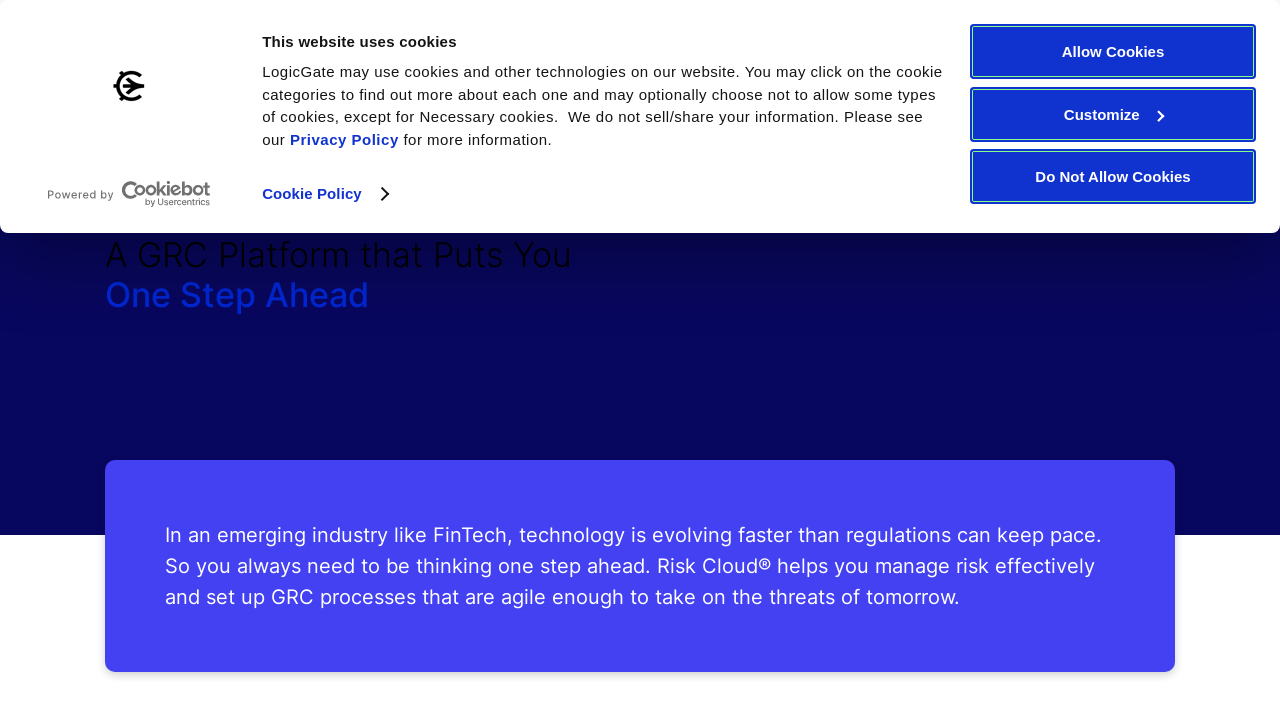 This website uses cookies
LogicGate may use cookies and other technologies on our website. You may click on the cookie
categories to find out more about each one and may optionally choose not to allow some types
of cookies, except for Necessary cookies.  We do not sell/share your information. Please see
our Privacy Policy for more information.
Cookie Policy
Powered by Cookiebot
by Usercentrics
Allow Cookies
Customize
Do Not Allow Cookies
A GRC Platform that Puts You
One Step Ahead
In an emerging industry like FinTech, technology is evolving faster than regulations can keep pace.
So you always need to be thinking one step ahead. Risk Cloud® helps you manage risk effectively
and set up GRC processes that are agile enough to take on the threats of tomorrow.